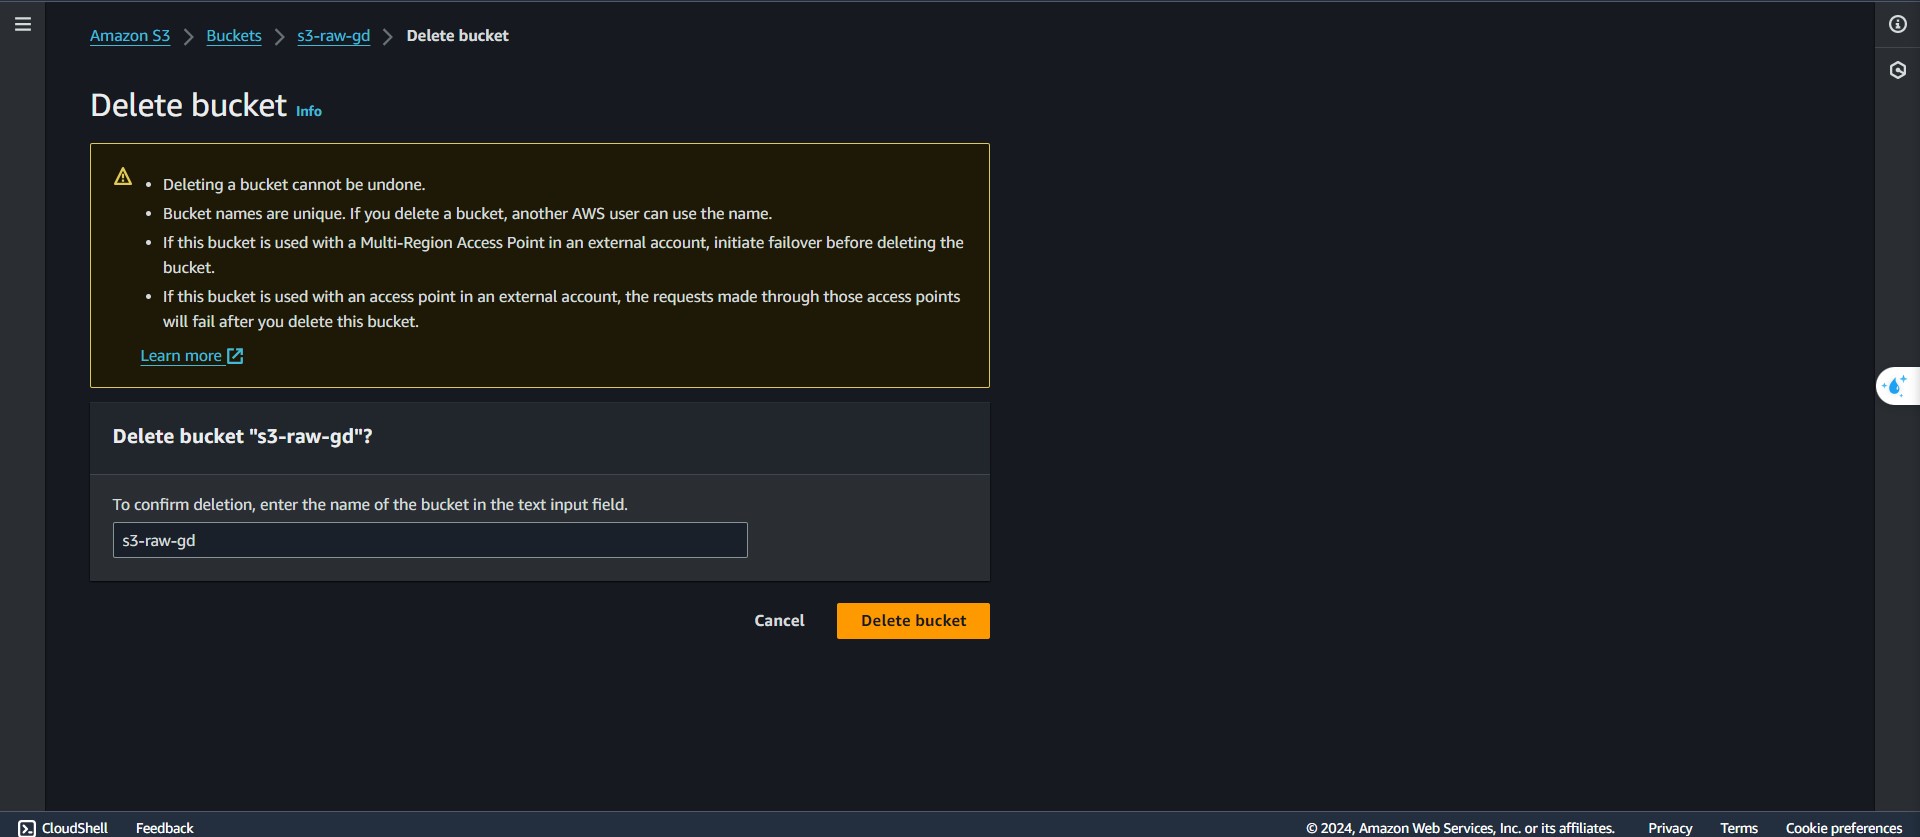 Amazon S3 > Buckets > s3-raw-gd > Delete bucket
Delete bucket Info
• Deleting a bucket cannot be undone.
• Bucket names are unique. If you delete a bucket, another AWS user can use the name.
• If this bucket is used with a Multi-Region Access Point in an external account, initiate failover before deleting the
bucket.
• If this bucket is used with an access point in an external account, the requests made through those access points
will fail after you delete this bucket.
Learn more
Delete bucket "s3-raw-gd"?
To confirm deletion, enter the name of the bucket in the text input field.
s3-raw-gd
Cancel Delete bucket
CloudShell Feedback © 2024, Amazon Web Services, Inc. or its affiliates. Privacy Terms Cookie preferences